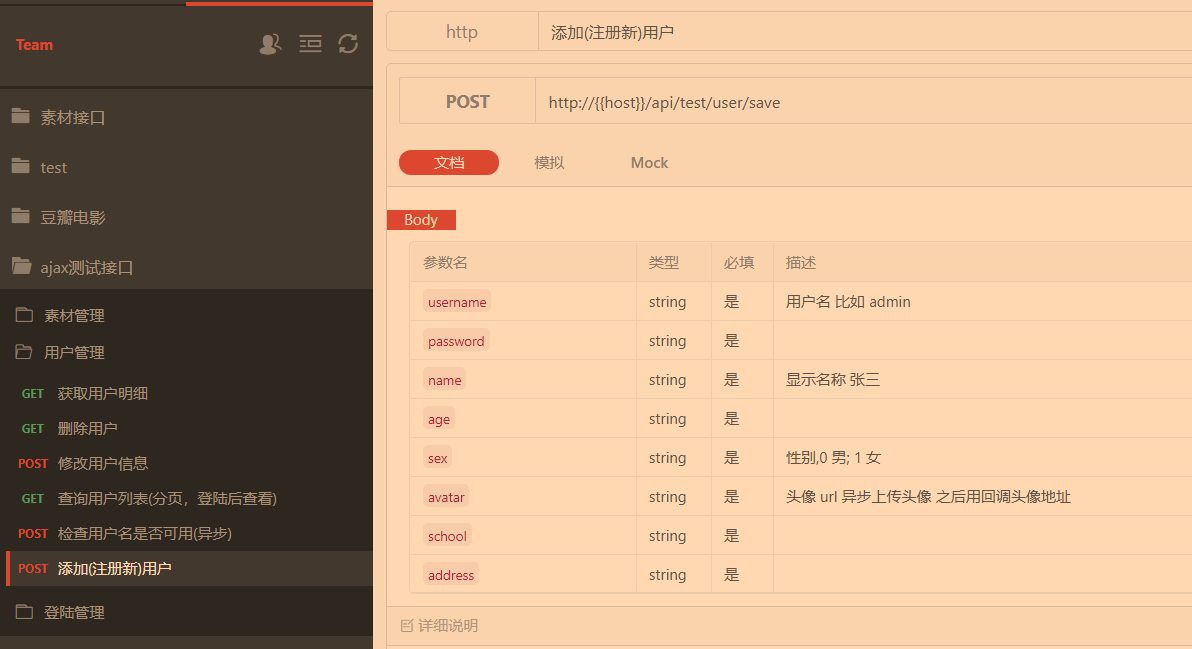 Team
素材接口
test
豆瓣电影
ajax测试接口
素材管理
用户管理
GET 获取用户明细
GET 删除用户
POST 修改用户信息
GET 查询用户列表(分页，登陆后查看)
POST 检查用户名是否可用(异步)
POST 添加(注册新)用户
登陆管理
http 添加(注册新)用户
POST http://{{host}}/api/test/user/save
文档 模拟 Mock
Body
参数名 类型 必填 描述
username string 是 用户名 比如 admin
password string 是
name string 是 显示名称 张三
age string 是
sex string 是 性别,0 男; 1 女
avatar string 是 头像 url 异步上传头像 之后用回调头像地址
school string 是
address string 是
详细说明